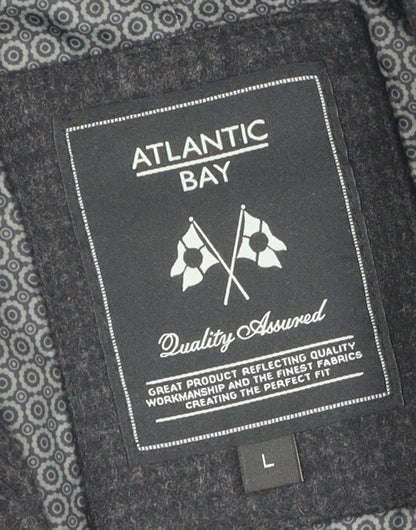 ATLANTIC
BAY
Quality Assured
GREAT PRODUCT REFLECTING QUALITY
WORKMANSHIP AND THE FINEST FABRICS
CREATING THE PERFECT FIT
L